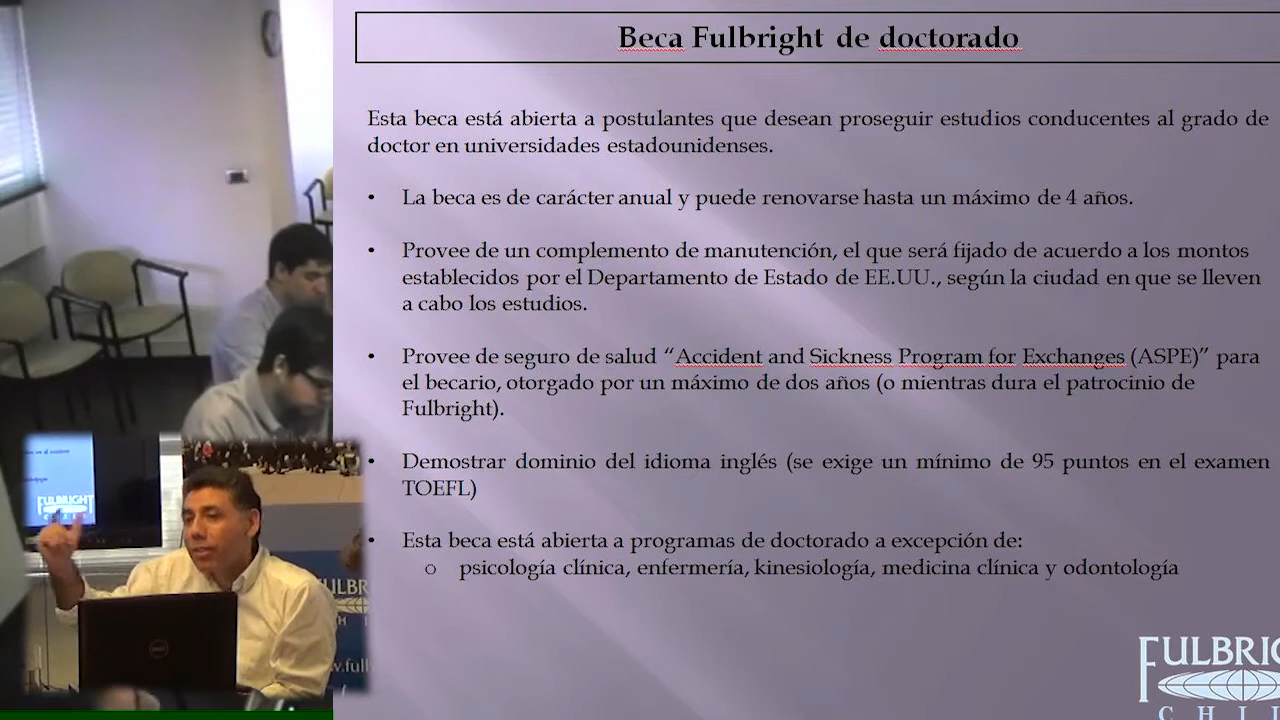 Beca Fulbright de doctorado
Esta beca está abierta a postulantes que desean proseguir estudios conducentes al grado de
doctor en universidades estadounidenses.
• La beca es de carácter anual y puede renovarse hasta un máximo de 4 años.
• Provee de un complemento de manutención, el que será fijado de acuerdo a los montos
establecidos por el Departamento de Estado de EE.UU., según la ciudad en que se lleven
a cabo los estudios.
• Provee de seguro de salud “Accident and Sickness Program for Exchanges (ASPE)” para
el becario, otorgado por un máximo de dos años (o mientras dura el patrocinio de
Fulbright).
• Demostrar dominio del idioma inglés (se exige un mínimo de 95 puntos en el examen
TOEFL)
• Esta beca está abierta a programas de doctorado a excepción de:
o psicología clínica, enfermería, kinesiología, medicina clínica y odontología
FULBRIG
C H I
FULBRIGHT
DELL